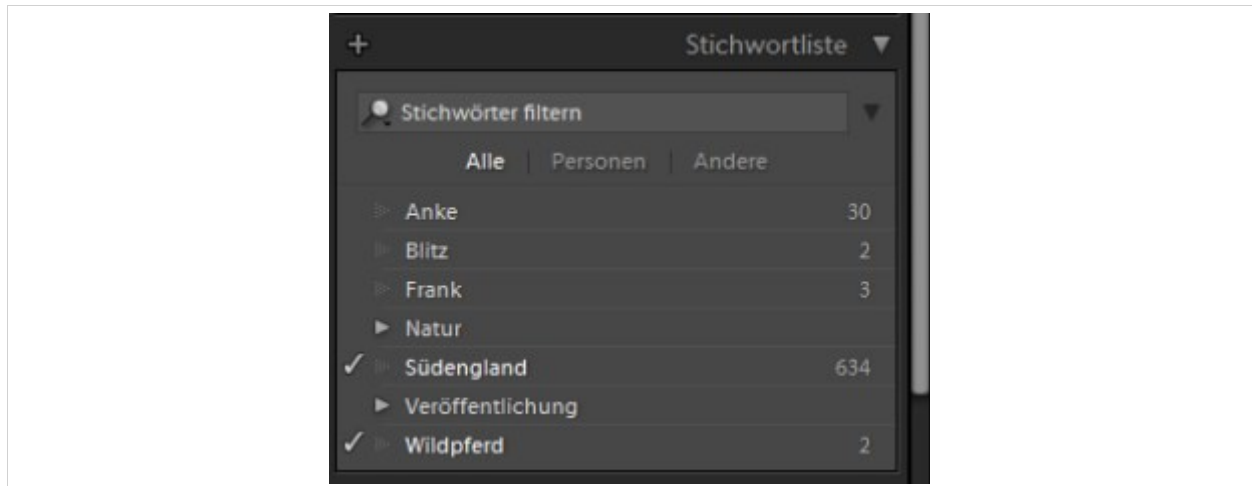 Stichwortliste
Stichwörter filtern
Alle Personen Andere
Anke 30
Blitz 2
Frank 3
Natur
Südengland 634
Veröffentlichung
Wildpferd 2